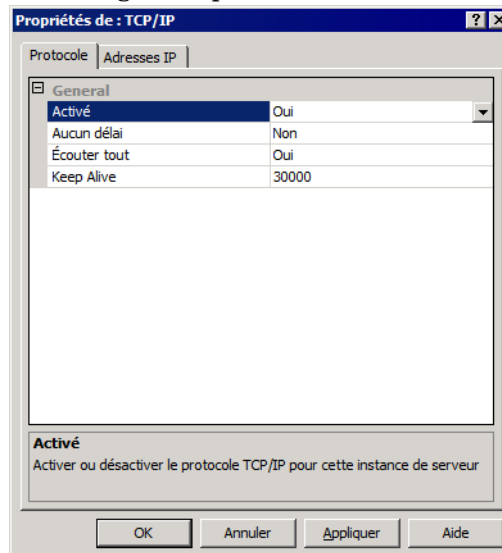 Propriétés de : TCP/IP
Protocole Adresses IP
General
Activé Oui
Aucun délai Non
Écouter tout Oui
Keep Alive 30000
Activé
Activer ou désactiver le protocole TCP/IP pour cette instance de serveur
OK Annuler Appliquer Aide